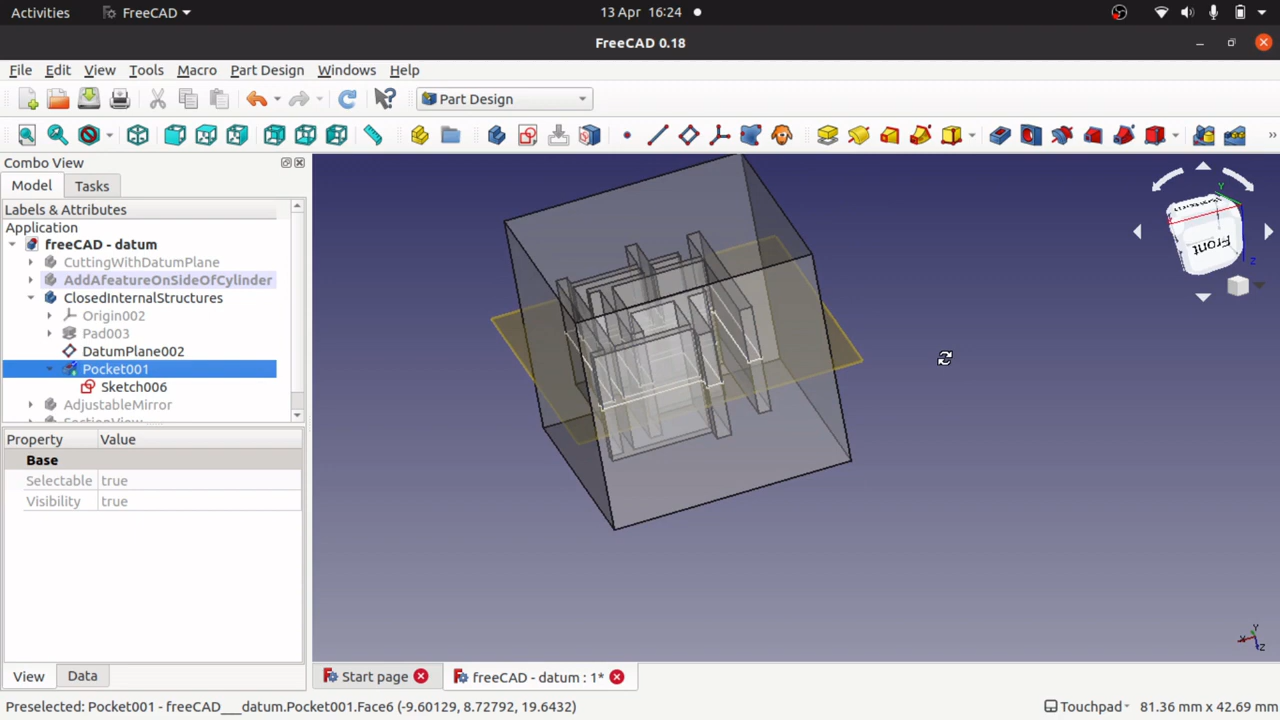 Activities FreeCAD 13 Apr 16:24
FreeCAD 0.18
File Edit View Tools Macro Part Design Windows Help
Part Design
Combo View
Model Tasks
Labels & Attributes
Application
freeCAD - datum
CuttingWithDatumPlane
AddAfeatureOnSideOfCylinder
ClosedInternalStructures
Origin002
Pad003
DatumPlane002
Pocket001
Sketch006
AdjustableMirror
Property Value
Base
Selectable true
Visibility true
Front
Y
Z
X
Y
Z
View Data
Start page freeCAD - datum : 1*
Preselected: Pocket001 - freeCAD___datum.Pocket001.Face6 (-9.60129, 8.72792, 19.6432) Touchpad 81.36 mm x 42.69 mm